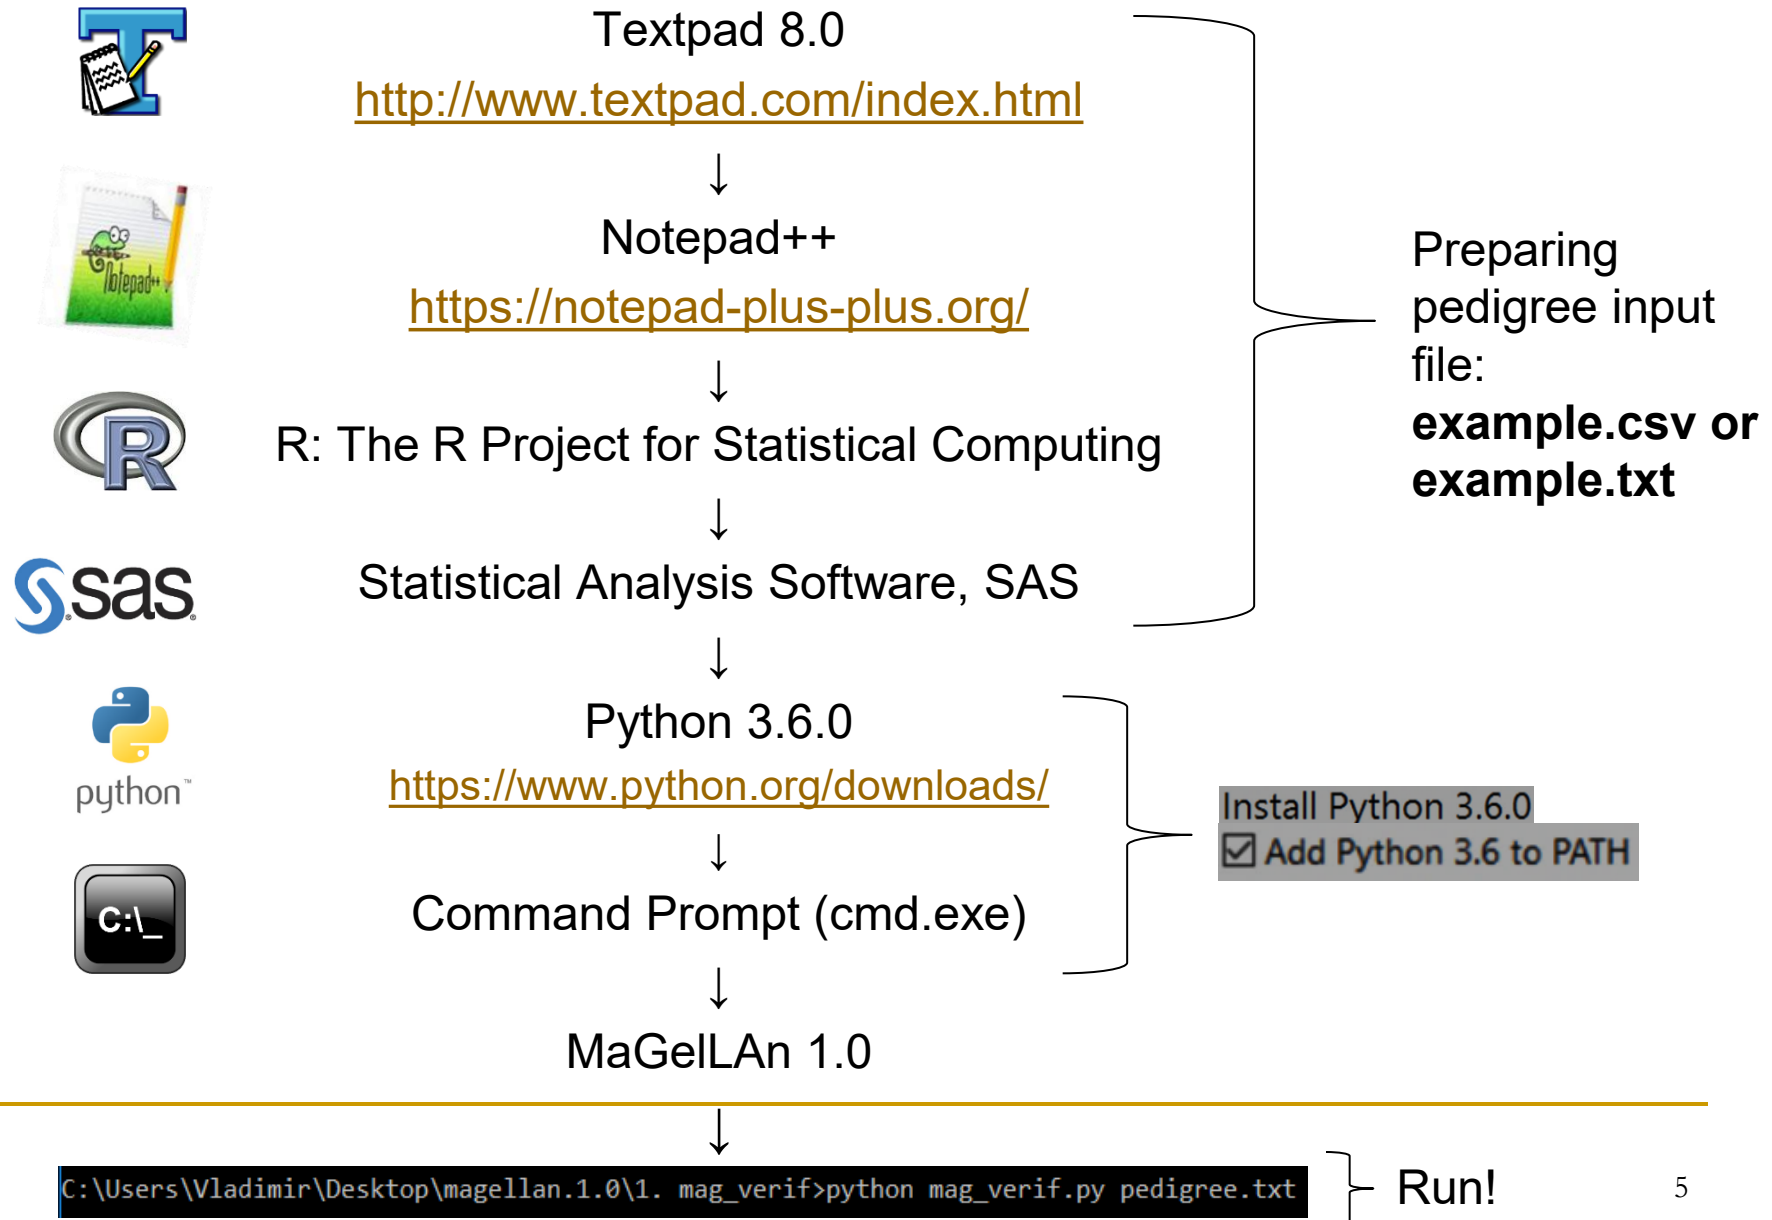 Textpad 8.0
http://www.textpad.com/index.html
↓
Notepad++
Notepad++
https://notepad-plus-plus.org/
↓
R
R: The R Project for Statistical Computing
↓
sas
Statistical Analysis Software, SAS
↓
Preparing
pedigree input
file:
example.csv or
example.txt
Python 3.6.0
python™
https://www.python.org/downloads/
↓
C:\_
Command Prompt (cmd.exe)
Install Python 3.6.0
Add Python 3.6 to PATH
↓
MaGelLAn 1.0
↓
C:\Users\Vladimir\Desktop\magellan.1.0\1. mag_verif>python mag_verif.py pedigree.txt
Run!
5